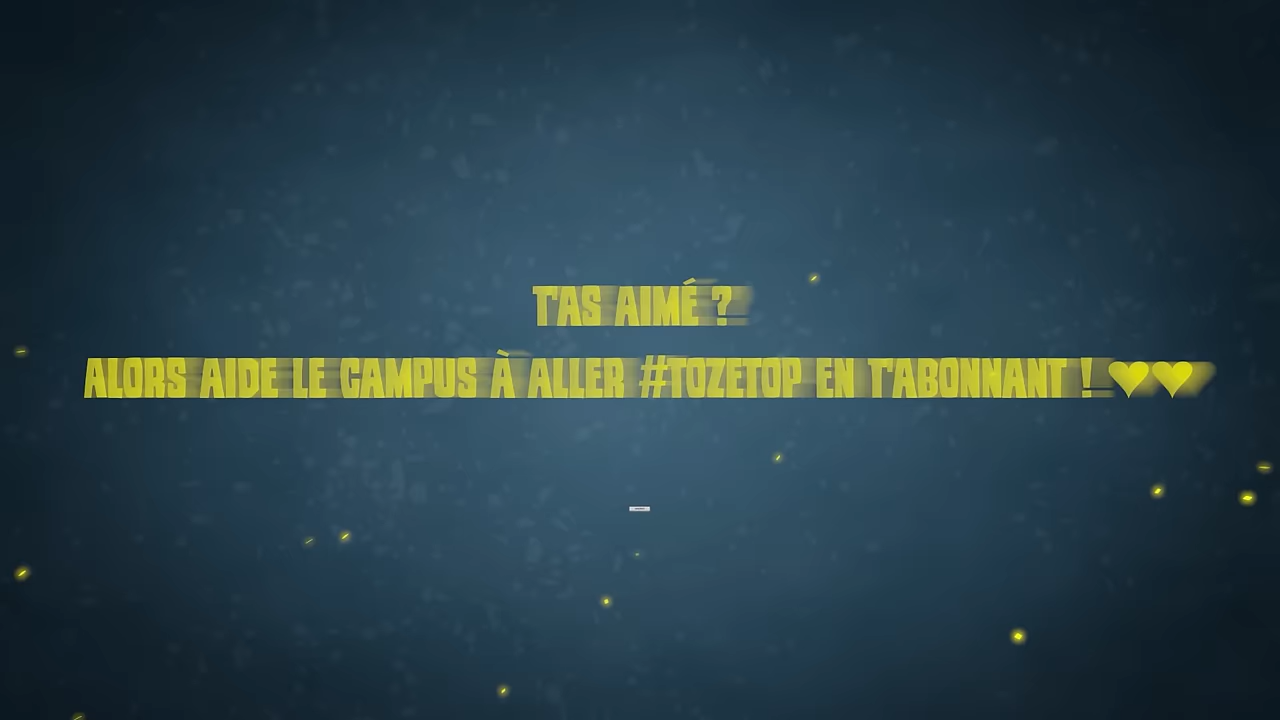 T'AS AIMÉ ?
ALORS AIDE LE CAMPUS À ALLER #TOZETOP EN T'ABONNANT ! ♥♥